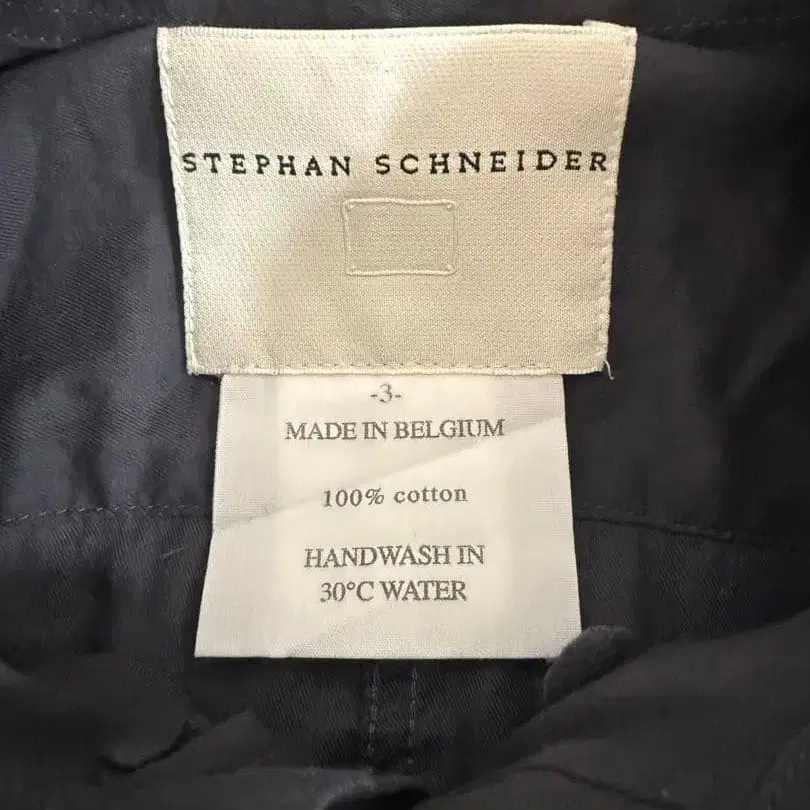 STEPHAN SCHNEIDER
-3-
MADE IN BELGIUM
100% cotton
HANDWASH IN
30°C WATER